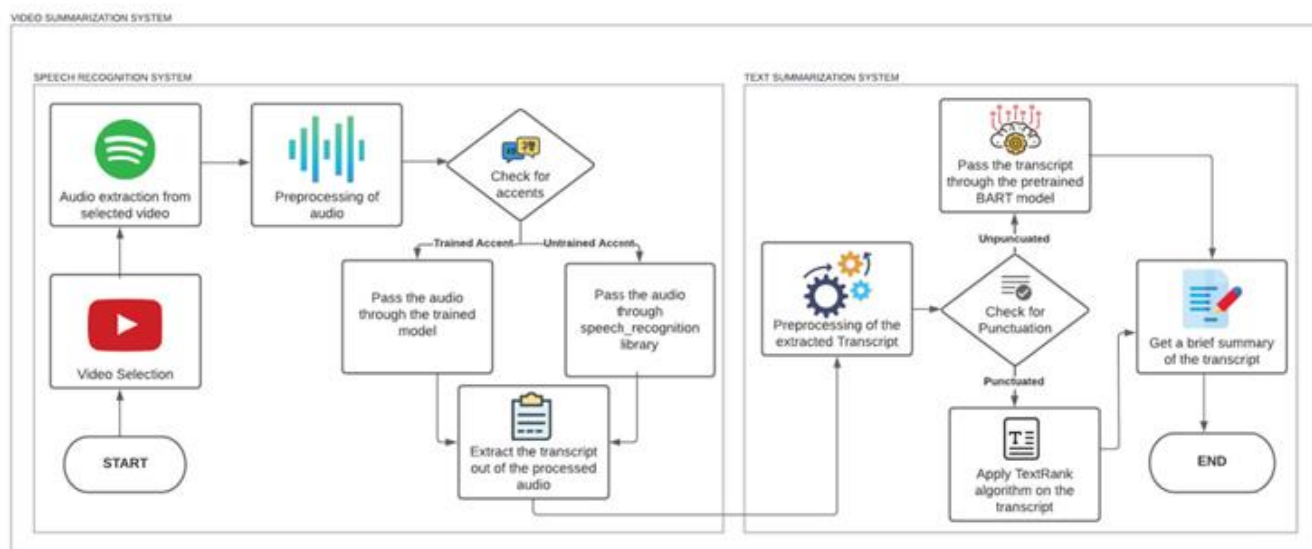 VIDEO SUMMARIZATION SYSTEM
SPEECH RECOGNITION SYSTEM
Audio extraction from
selected video
Preprocessing of
audio
Check for
accents
Trained Accent
Untrained Accnt
Pass the audio
through the trained
model
Pass the audio
through
speech_recognition
library
Video Selection
START
Extract the transcript
out of the processed
audio
TEXT SUMMARIZATION SYSTEM
Pass the transcript
through the pretrained
BART model
Unpuncuated
Preprocessing of the
extracted Transcript
Check for
Punctuation
Punctuated
Apply TextRank
algorithm on the
transcript
Get a brief summary
of the transcript
END